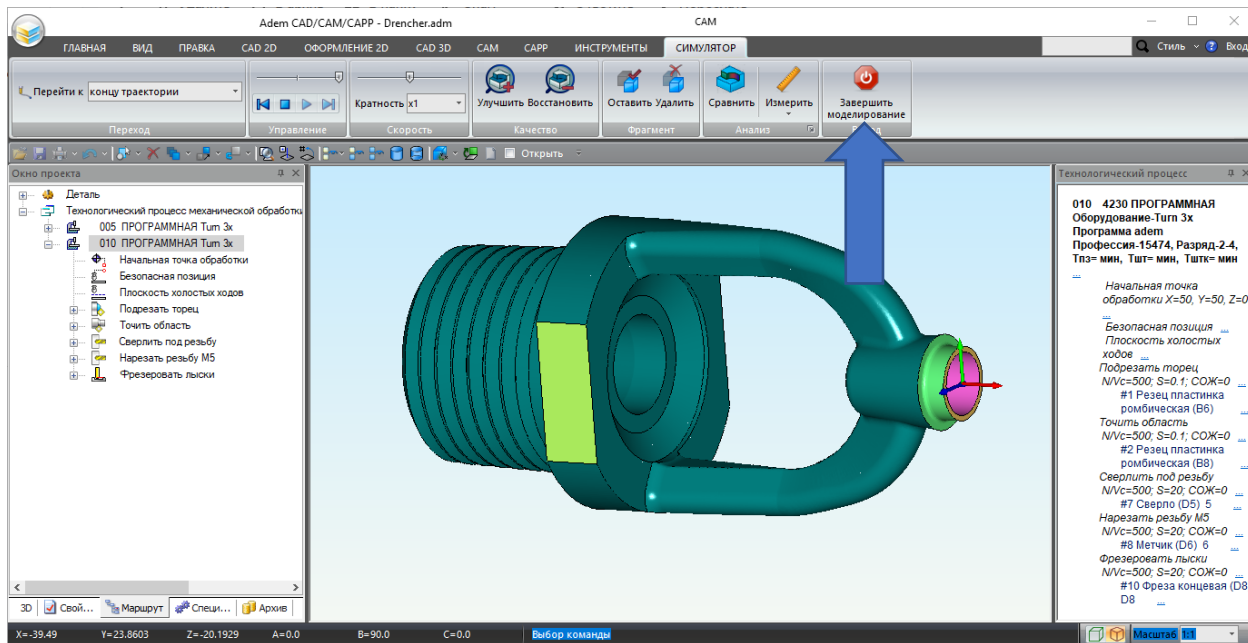 Adem CAD/CAM/CAPP - Drencher.adm
CAM
ГЛАВНАЯ ВИД ПРАВКА CAD 2D ОФОРМЛЕНИЕ 2D CAD 3D CAM CAPP ИНСТРУМЕНТЫ СИМУЛЯТОР
Стиль
Вход
Перейти к концу траектории
Кратность x1
Улучшить Восстановить
Оставить Удалить
Сравнить Измерить
Завершить
моделирование
Переход
Управление
Скорость
Качество
Фрагмент
Анализ
Открыть
Окно проекта
Деталь
Технологический процесс механической обработки
005 ПРОГРАММНАЯ Turn 3x
010 ПРОГРАММНАЯ Turn 3x
Начальная точка обработки
Безопасная позиция
Плоскость холостых ходов
Подрезать торец
Точить область
Сверлить под резьбу
Нарезать резьбу М5
Фрезеровать лыски
3D Свой... Маршрут Специ... Архив
Технологический процесс
010 4230 ПРОГРАММНАЯ
Оборудование-Turn 3x
Программа adem
Профессия-15474, Разряд-2-4,
Тпз= мин, Тшт= мин, Тштк= мин
...
Начальная точка
обработки X=50, Y=50, Z=0
...
Безопасная позиция ...
Плоскость холостых
ходов ...
Подрезать торец
N/Vc=500; S=0.1; СОЖ=0 ...
#1 Резец пластинка
ромбическая (B6) ...
Точить область
N/Vc=500; S=0.1; СОЖ=0 ...
#2 Резец пластинка
ромбическая (B8) ...
Сверлить под резьбу
N/Vc=500; S=20; СОЖ=0 ...
#7 Сверло (D5) 5 ...
Нарезать резьбу М5
N/Vc=500; S=20; СОЖ=0 ...
#8 Метчик (D6) 6 ...
Фрезеровать лыски
N/Vc=500; S=20; СОЖ=0 ...
#10 Фреза концевая (D8
D8 ...
X=-39.49 Y=23.8603 Z=-20.1929 A=0.0 B=90.0 C=0.0 Выбор команды
Масштаб 1:1